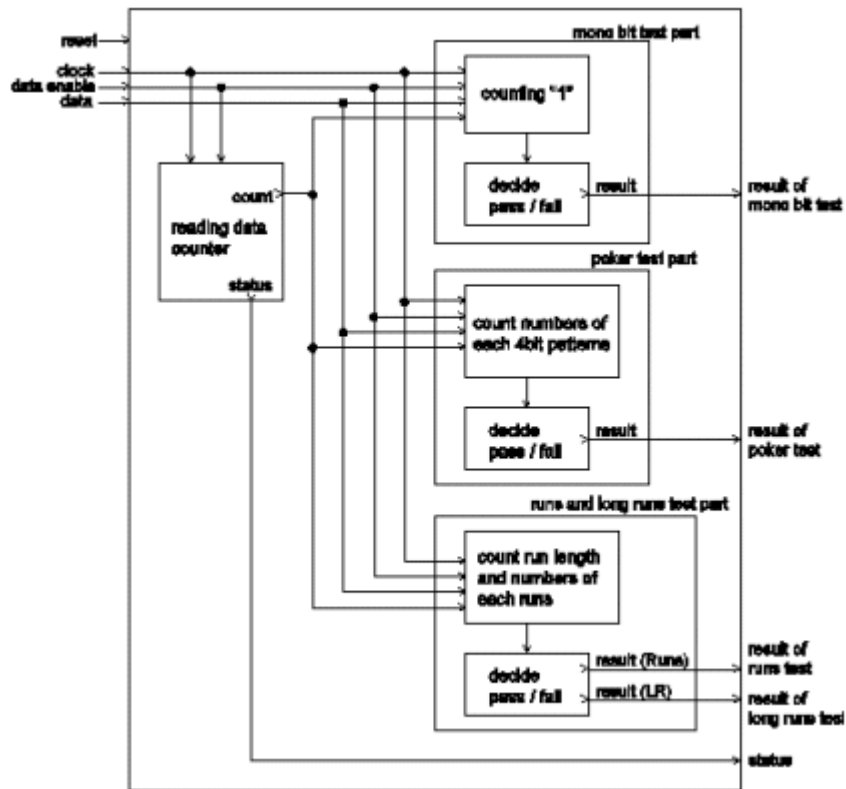 reset
clock
data enable
data
mono bit test part
counting "1"
decide
pass / fail
result
result of
mono bit test
count
reading data
counter
status
poker test part
count numbers of
each 4bit patterns
decide
pass / fail
result
result of
poker test
runs and long runs test part
count run length
and numbers of
each runs
decide
pass / fail
result (Runs)
result (LR)
result of
runs test
result of
long runs test
status